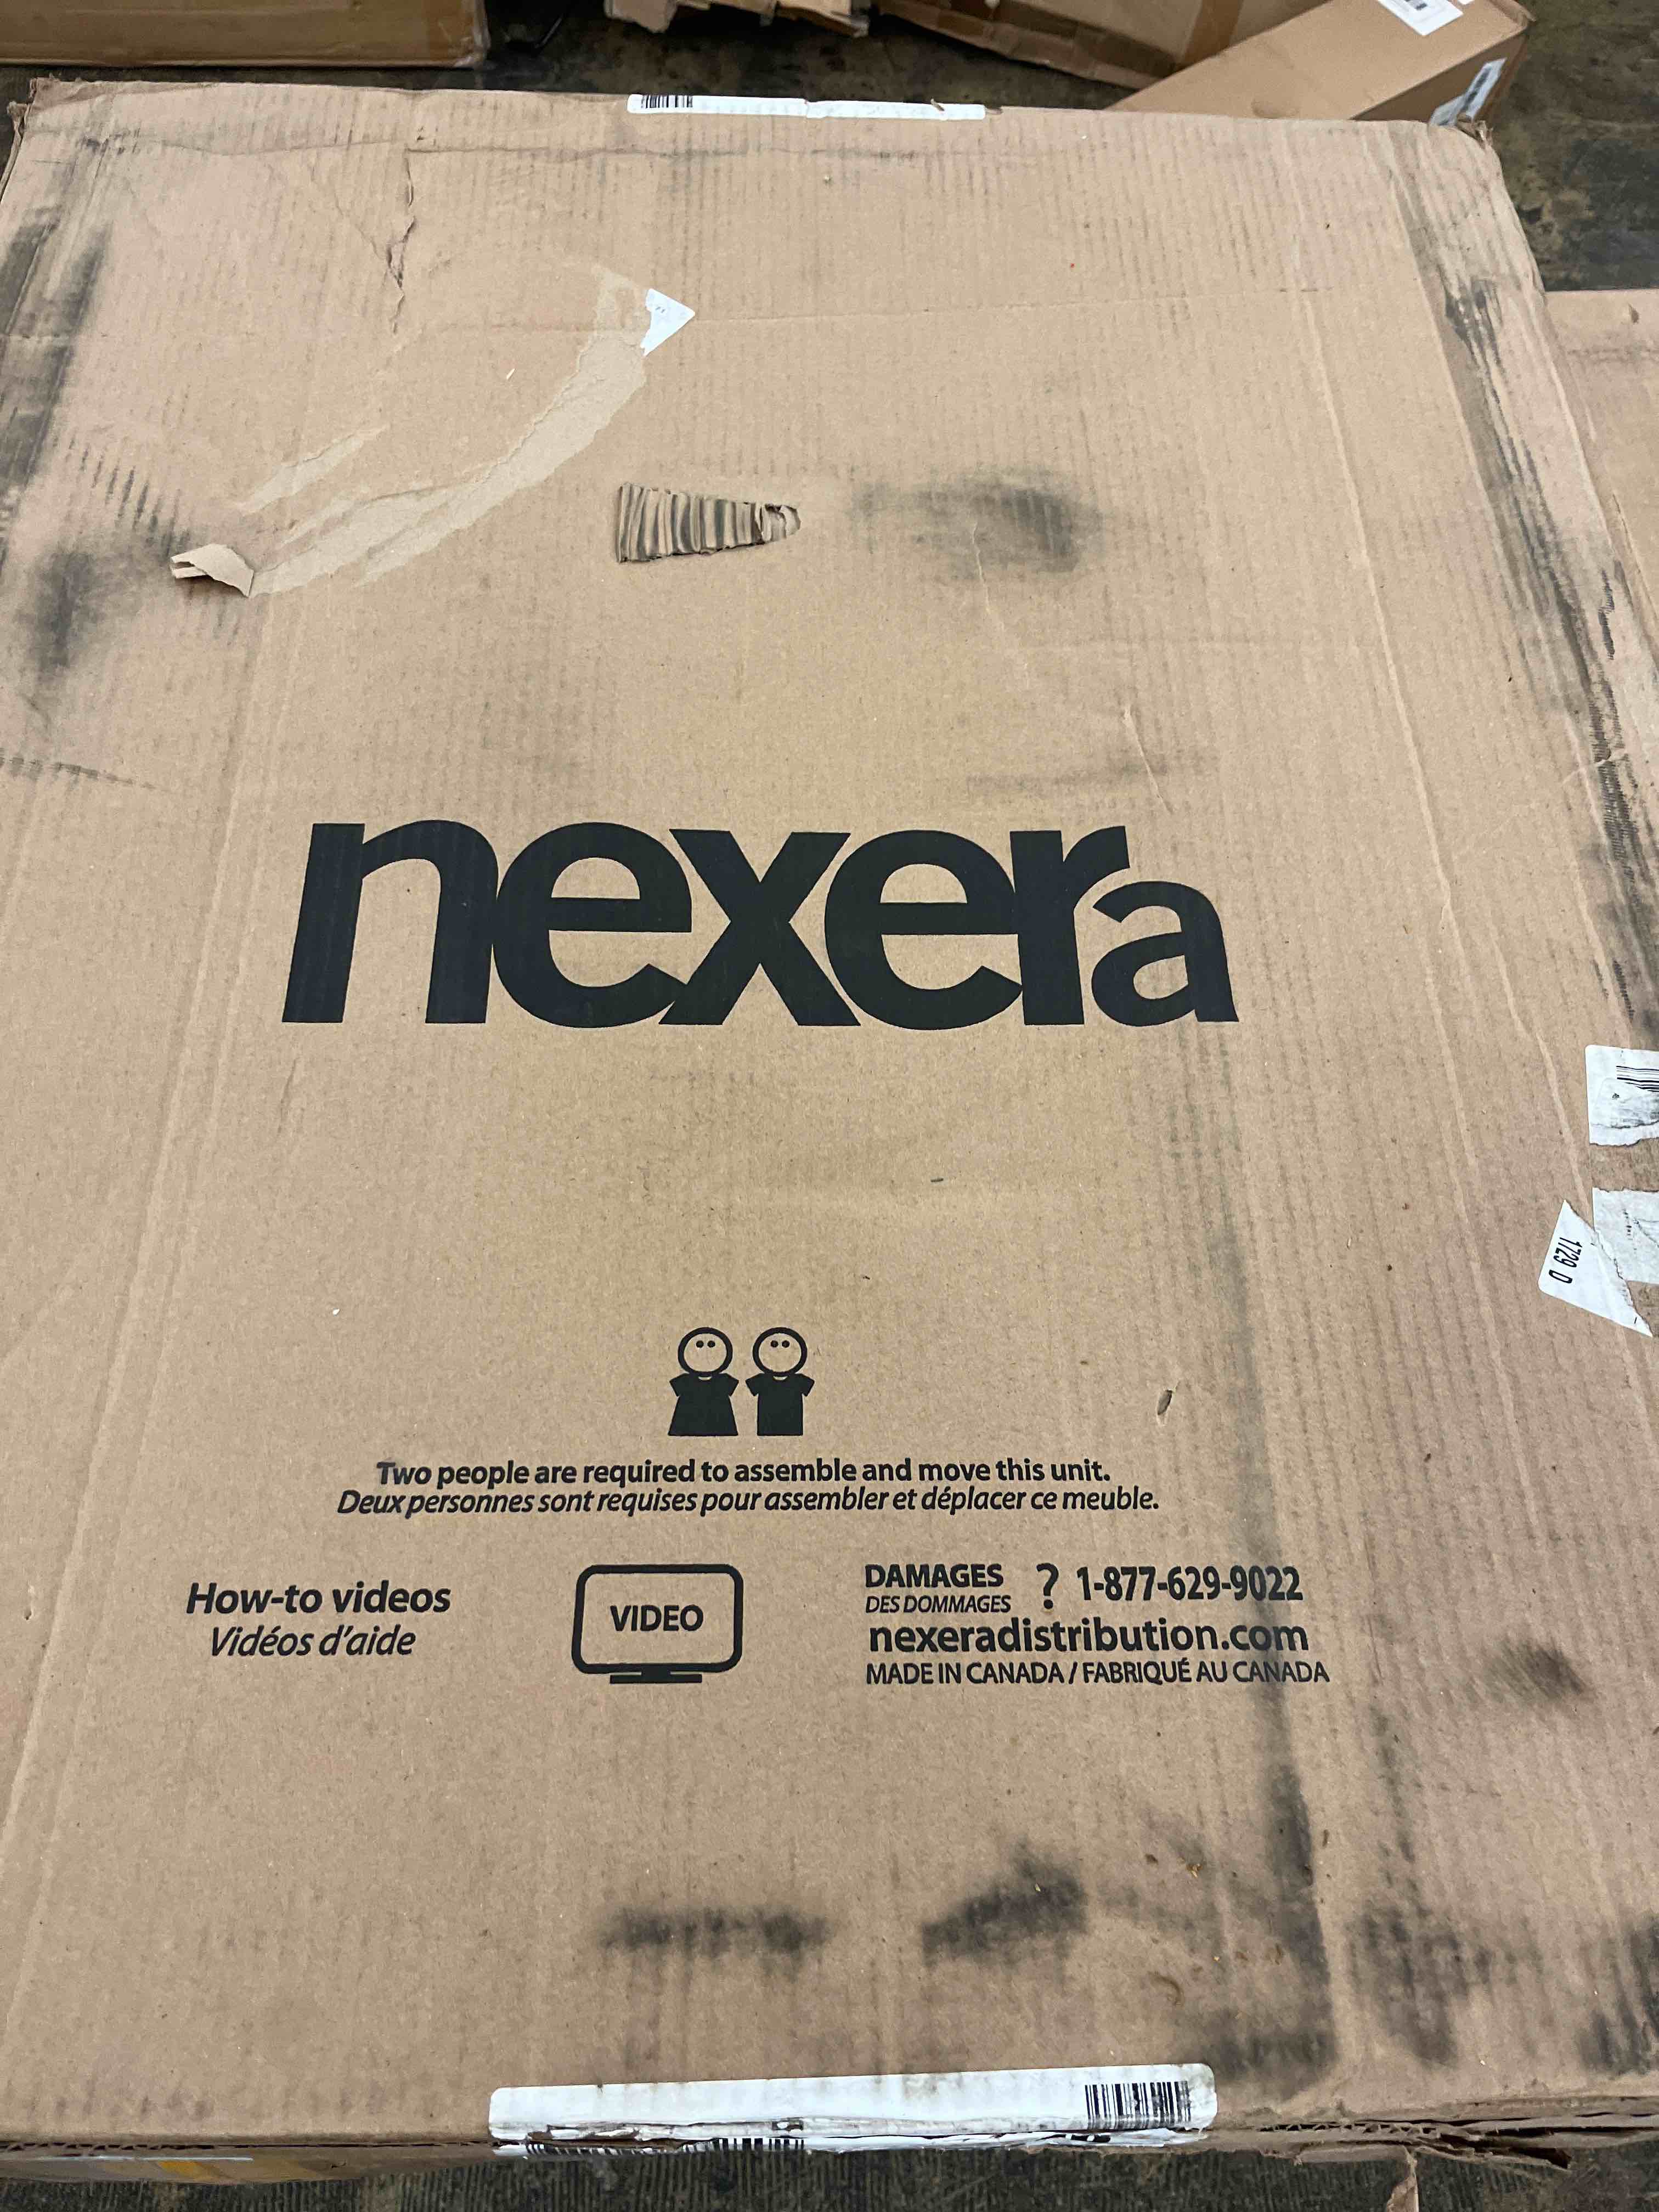 nexera
Two people are required to assemble and move this unit.
Deux personnes sont requises pour assembler et déplacer ce meuble.
How-to videos
Vidéos d'aide
VIDEO
DAMAGES
DES DOMMAGES
? 1-877-629-9022
nexeradistribution.com
MADE IN CANADA / FABRIQUÉ AU CANADA
1729 D